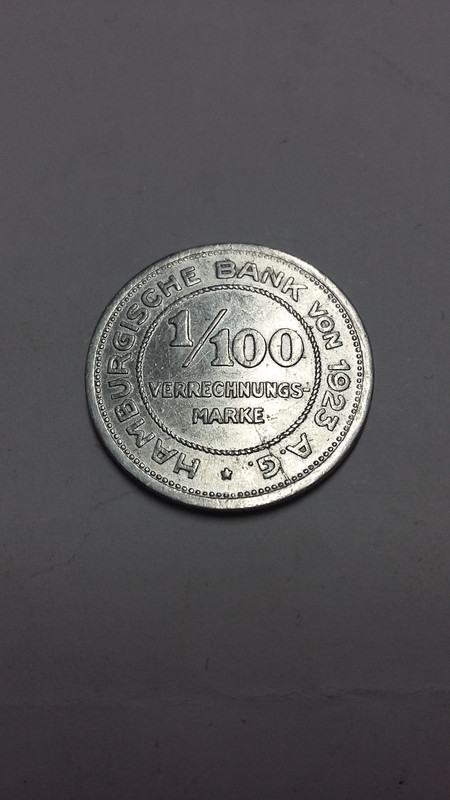 HAMBURGISCHE BANK VON 1923 A.G.
1/100
VERRECHNUNGS-
MARKE